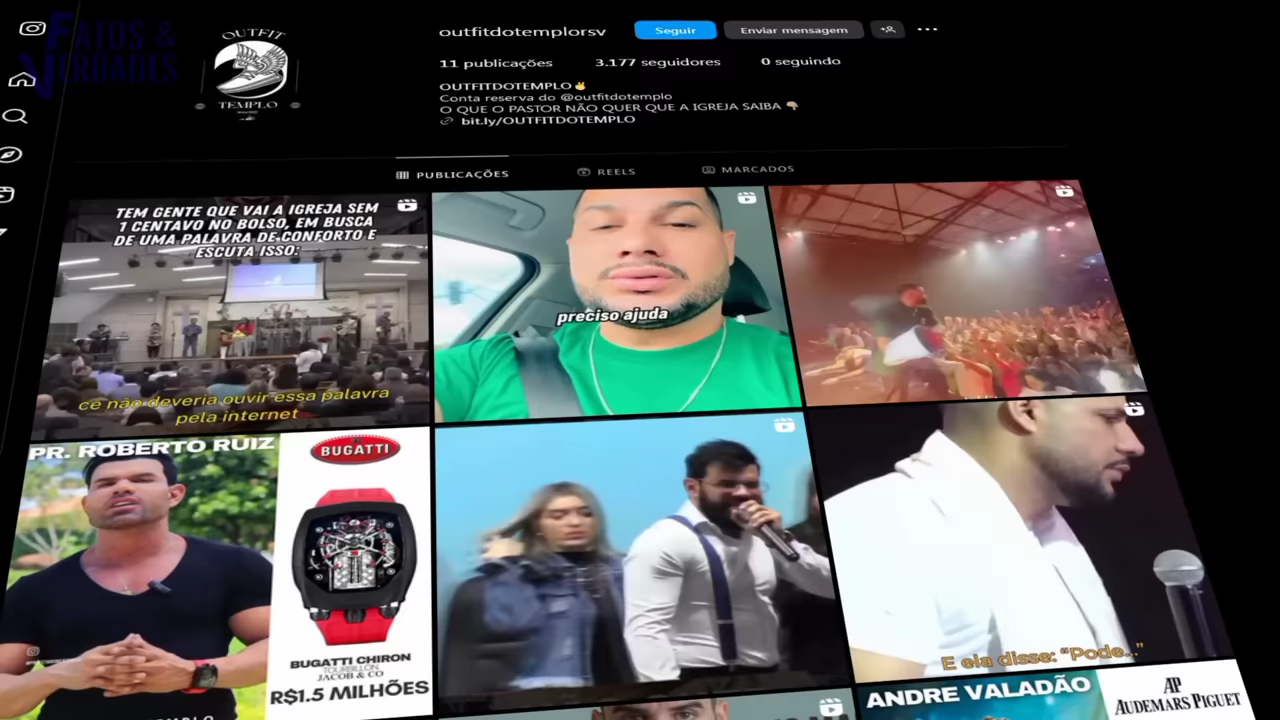 FATOS &
VERDADES
OUTFIT
TEMPLO
outfitdotemplorsv
Seguir
Enviar mensagem
11 publicações
3.177 seguidores
0 seguindo
OUTFITDOTEMPLO✌
Conta reserva do @outfitdotemplo
O QUE O PASTOR NÃO QUER QUE A IGREJA SAIBA👇
bit.ly/OUTFITDOTEMPLO
PUBLICAÇÕES
REELS
MARCADOS
TEM GENTE QUE VAI A IGREJA SEM
1 CENTAVO NO BOLSO, EM BUSCA
DE UMA PALAVRA DE CONFORTO E
ESCUTA ISSO:
cê não deveria ouvir essa palavra
pela internet
preciso ajuda
PR. ROBERTO RUIZ
BUGATTI
BUGATTI CHIRON
TOURBILLON
JACOB & CO
R$1.5 MILHÕES
E ela disse: “Pode...”
ANDRE VALADÃO
AP
AUDEMARS PIGUET